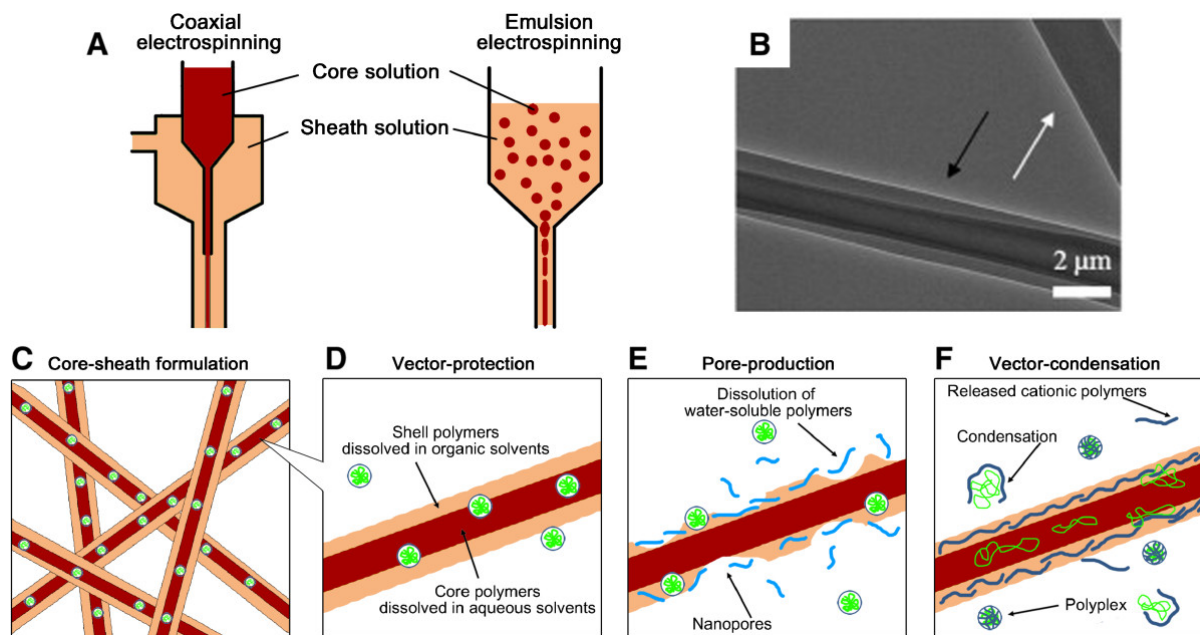 A
Coaxial
electrospinning
Emulsion
electrospinning
Core solution
Sheath solution
B
2 μm
C
Core-sheath formulation
D
Vector-protection
Shell polymers
dissolved in organic solvents
Core polymers
dissolved in aqueous solvents
E
Pore-production
Dissolution of
water-soluble polymers
Nanopores
F
Vector-condensation
Released cationic polymers
Condensation
Polyplex